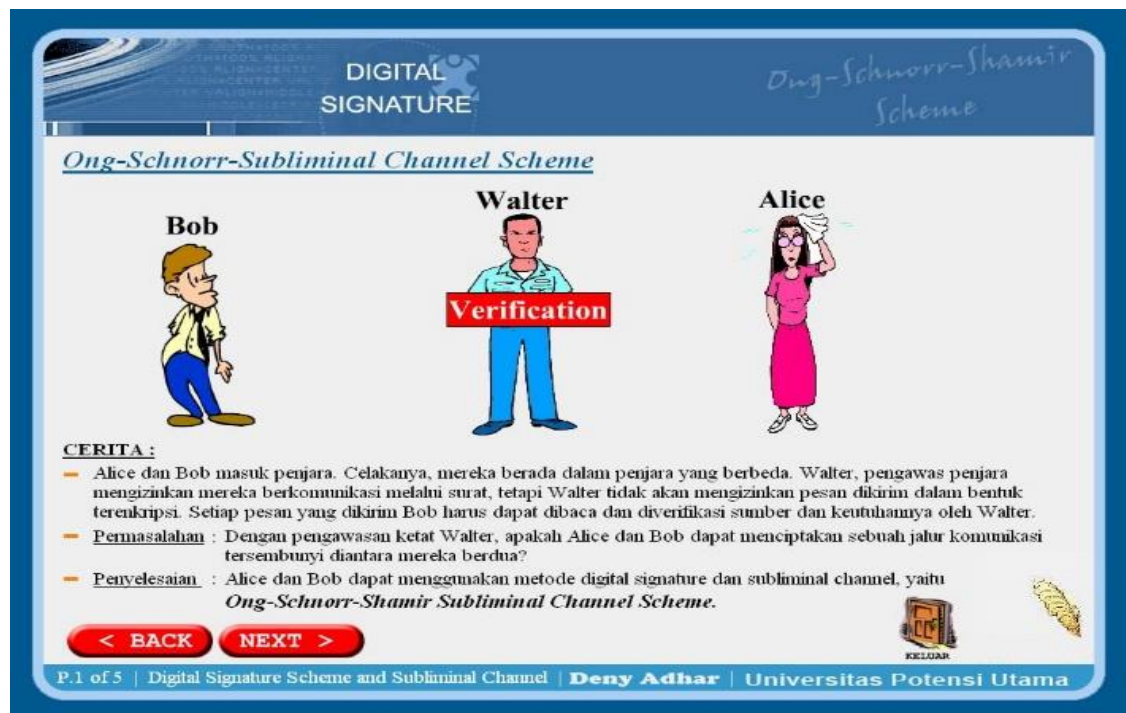 DIGITAL
SIGNATURE
Ong-Schnorr-Shamir
Scheme
Ong-Schnorr-Subliminal Channel Scheme
Bob
Walter
Alice
Verification
CERITA :
Alice dan Bob masuk penjara. Celakanya, mereka berada dalam penjara yang berbeda. Walter, pengawas penjara
mengizinkan mereka berkomunikasi melalui surat, tetapi Walter tidak akan mengizinkan pesan dikirim dalam bentuk
terenkripsi. Setiap pesan yang dikirim Bob harus dapat dibaca dan diverifikasi sumber dan keutuhannya oleh Walter.
Permasalahan : Dengan pengawasan ketat Walter, apakah Alice dan Bob dapat menciptakan sebuah jalur komunikasi
tersembunyi diantara mereka berdua?
Penyelesaian : Alice dan Bob dapat menggunakan metode digital signature dan subliminal channel, yaitu
Ong-Schnorr-Shamir Subliminal Channel Scheme.
< BACK
NEXT >
KELUAR
P.1 of 5 | Digital Signature Scheme and Subliminal Channel | Deny Adhar | Universitas Potensi Utama